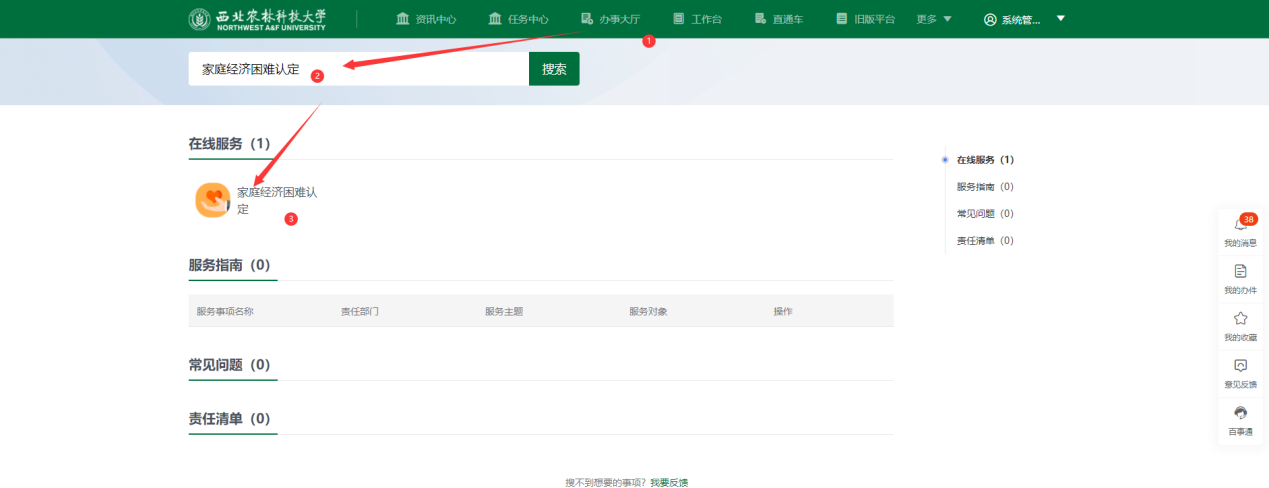 西北农林科技大学
NORTHWEST A&F UNIVERSITY
资讯中心 任务中心 办事大厅 工作台 直通车 旧版平台 更多 系统管...
1
家庭经济困难认定 2 搜索
在线服务（1）
家庭经济困难认
定
3
服务指南（0）
服务事项名称 责任部门 服务主题 服务对象 操作
常见问题（0）
责任清单（0）
搜不到想要的事项? 我要反馈
在线服务（1）
服务指南（0）
常见问题（0）
责任清单（0）
38
我的消息
我的办件
我的收藏
意见反馈
百事通